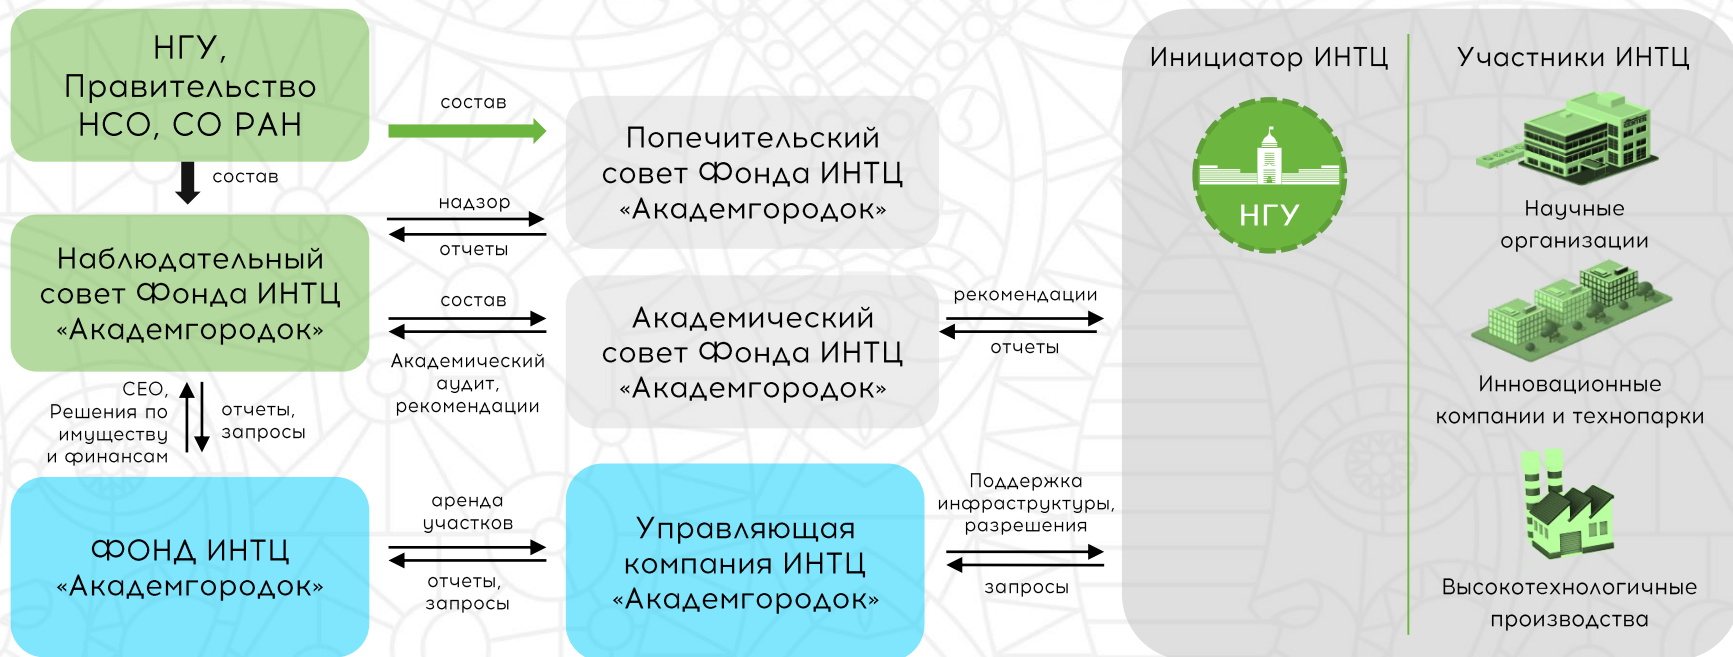 НГУ,
Правительство
НСО, СО РАН
состав
состав
Попечительский
совет Фонда ИНТЦ
«Академгородок»
надзор
отчеты
Наблюдательный
совет Фонда ИНТЦ
«Академгородок»
состав
Академический
аудит,
рекомендации
Академический
совет Фонда ИНТЦ
«Академгородок»
рекомендации
отчеты
CEO,
Решения по
имуществу
и финансам
отчеты,
запросы
ФОНД ИНТЦ
«Академгородок»
аренда
участков
отчеты,
запросы
Управляющая
компания ИНТЦ
«Академгородок»
Поддержка
инфраструктуры,
разрешения
запросы
Инициатор ИНТЦ
НГУ
Участники ИНТЦ
Научные
организации
Инновационные
компании и технопарки
Высокотехнологичные
производства